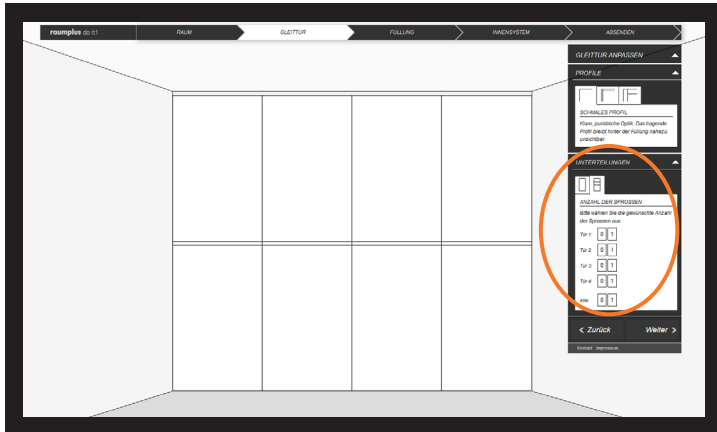 raumplus do it!
RAUM
GLEITTÜR
FÜLLUNG
INNENSYSTEM
ABSENDEN
GLEITTÜR ANPASSEN
PROFILE
SCHMALES PROFIL
Klare, puristische Optik. Das tragende
Profil bleibt hinter der Füllung nahezu
unsichtbar.
UNTERTEILUNGEN
ANZAHL DER SPROSSEN
Bitte wählen Sie die gewünschte Anzahl
der Sprossen aus
Tür 1: 0 1
Tür 2: 0 1
Tür 3: 0 1
Tür 4: 0 1
Alle: 0 1
< Zurück Weiter >
Kontakt Impressum